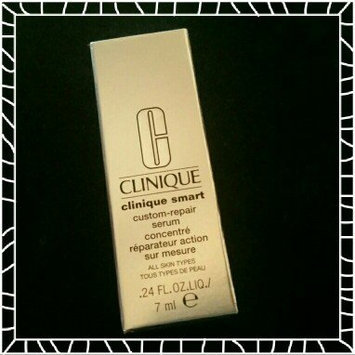 C
CLINIQUE
clinique smart
custom-repair
serum
concentré
réparateur action
sur mesure
ALL SKIN TYPES
TOUS TYPES DE PEAU
.24 FL.OZ.LIQ./
7 ml ℮